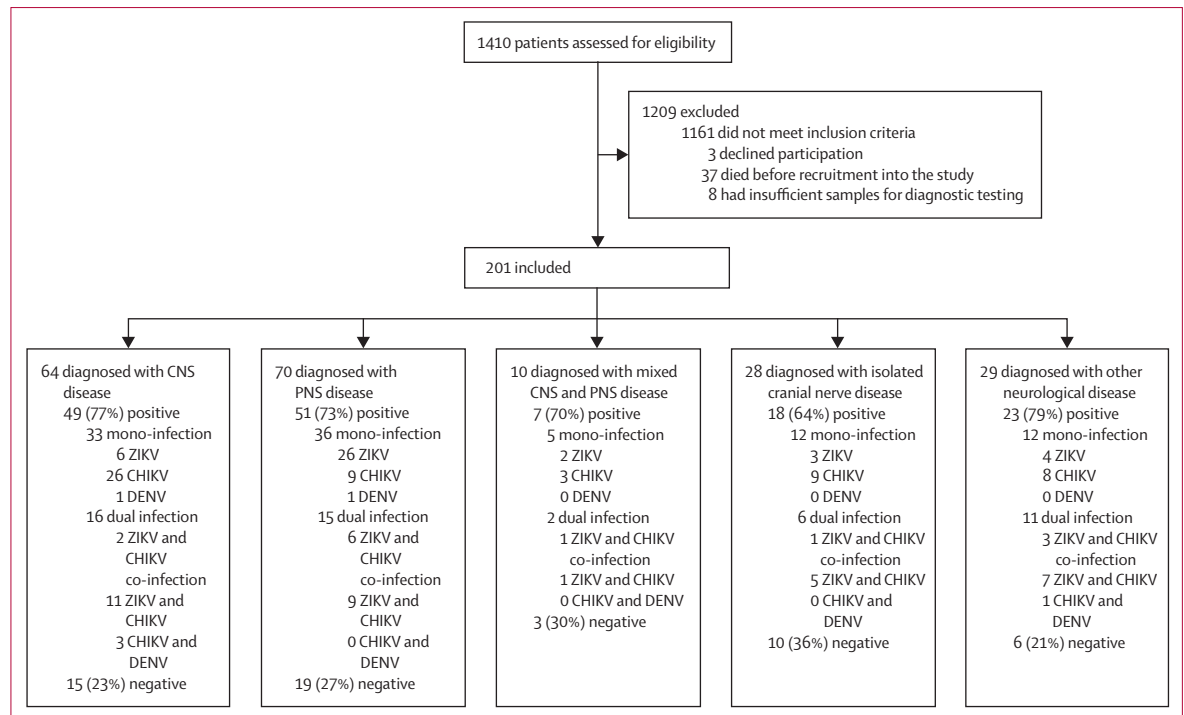 1410 patients assessed for eligibility
1209 excluded
1161 did not meet inclusion criteria
3 declined participation
37 died before recruitment into the study
8 had insufficient samples for diagnostic testing
201 included
64 diagnosed with CNS
disease
49 (77%) positive
33 mono-infection
6 ZIKV
26 CHIKV
1 DENV
16 dual infection
2 ZIKV and
CHIKV
co-infection
11 ZIKV and
CHIKV
3 CHIKV and
DENV
15 (23%) negative
70 diagnosed with
PNS disease
51 (73%) positive
36 mono-infection
26 ZIKV
9 CHIKV
1 DENV
15 dual infection
6 ZIKV and
CHIKV
co-infection
9 ZIKV and
CHIKV
0 CHIKV and
DENV
19 (27%) negative
10 diagnosed with mixed
CNS and PNS disease
7 (70%) positive
5 mono-infection
2 ZIKV
3 CHIKV
0 DENV
2 dual infection
1 ZIKV and CHIKV
co-infection
1 ZIKV and CHIKV
0 CHIKV and DENV
3 (30%) negative
28 diagnosed with isolated
cranial nerve disease
18 (64%) positive
12 mono-infection
3 ZIKV
9 CHIKV
0 DENV
6 dual infection
1 ZIKV and CHIKV
co-infection
5 ZIKV and CHIKV
0 CHIKV and
DENV
10 (36%) negative
29 diagnosed with other
neurological disease
23 (79%) positive
12 mono-infection
4 ZIKV
8 CHIKV
0 DENV
11 dual infection
3 ZIKV and CHIKV
co-infection
7 ZIKV and CHIKV
1 CHIKV and
DENV
6 (21%) negative